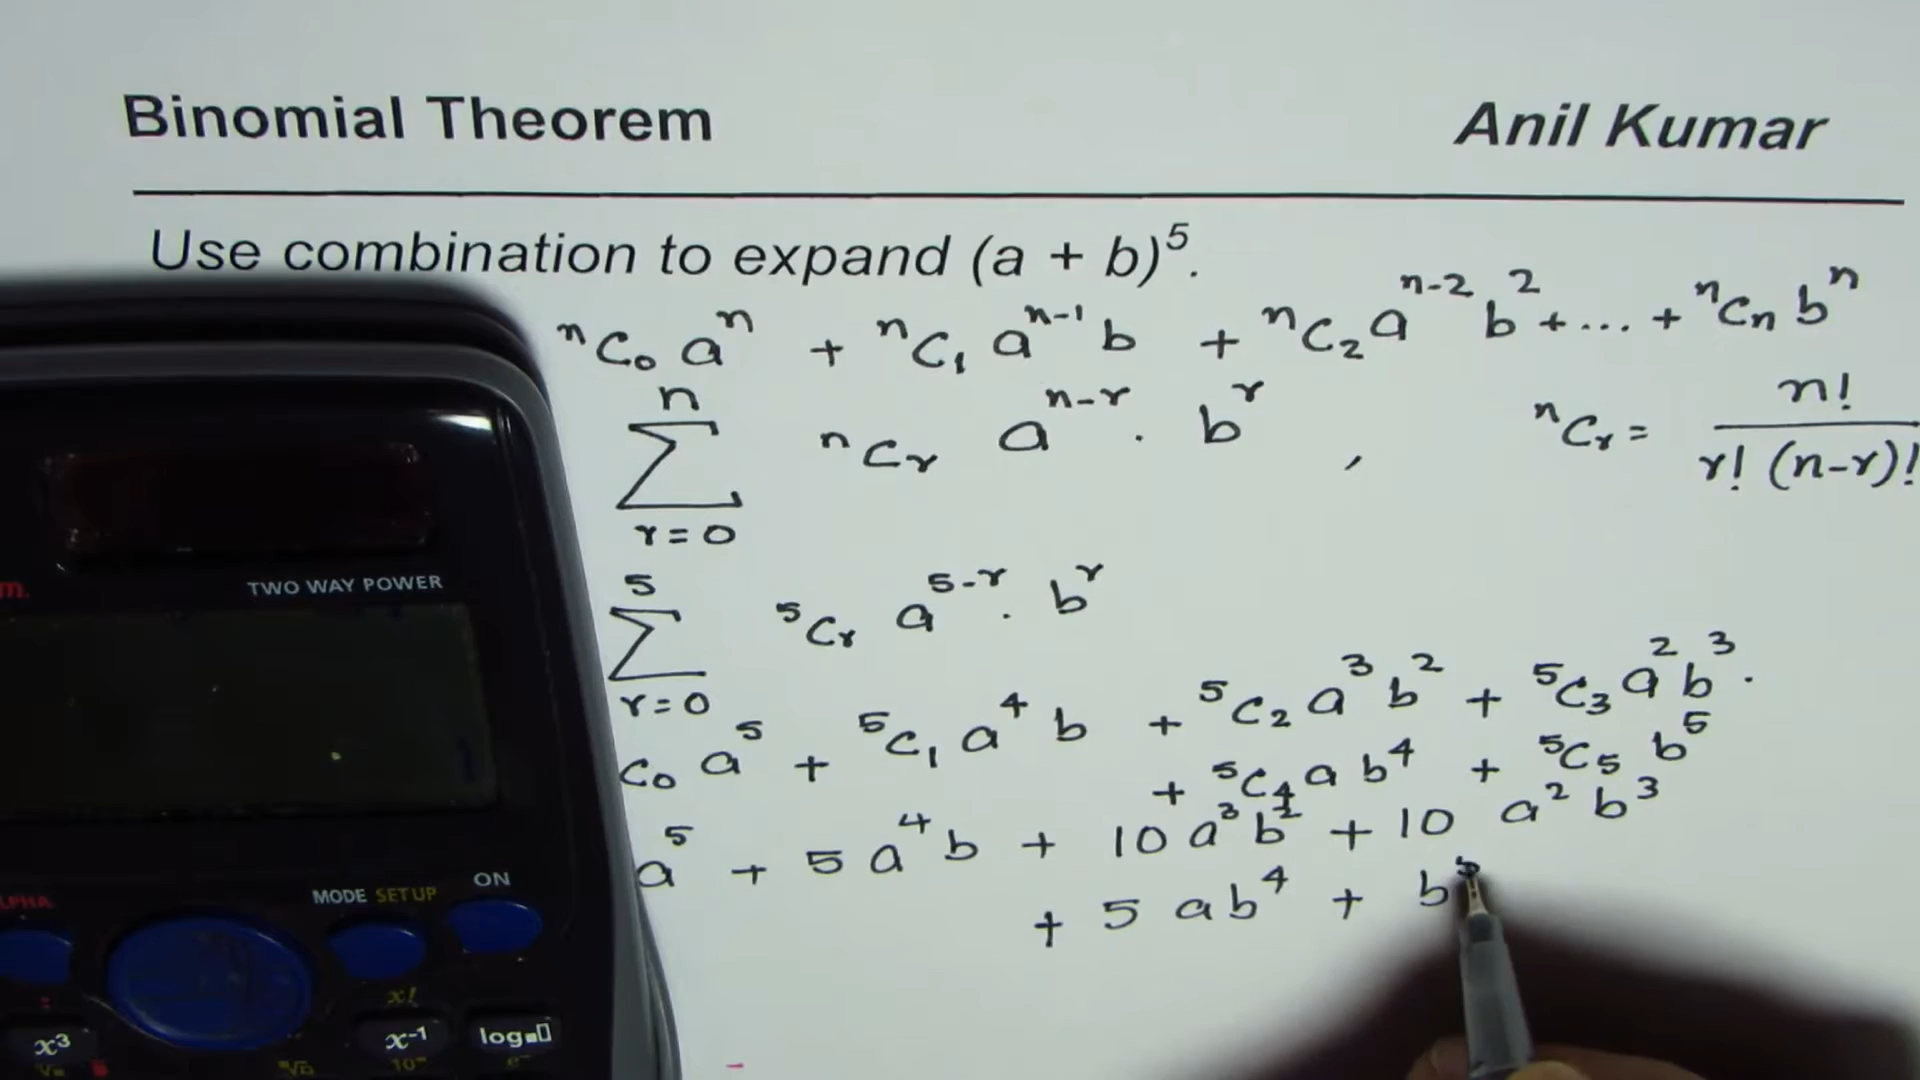 Binomial Theorem Anil Kumar
Use combination to expand (a + b)⁵.
ⁿC₀ aⁿ + ⁿC₁ aⁿ⁻¹ b + ⁿC₂ aⁿ⁻² b² + ... + ⁿCₙ bⁿ
n
∑ ⁿCᵣ aⁿ⁻ʳ · bʳ , ⁿCᵣ = n! / r! (n-r)!
r = 0
5
∑ ⁵Cᵣ a⁵⁻ʳ · bʳ
r = 0
C₀ a⁵ + ⁵C₁ a⁴ b + ⁵C₂ a³ b² + ⁵C₃ a² b³ .
+ ⁵C₄ a b⁴ + ⁵C₅ b⁵
a⁵ + 5 a⁴ b + 10 a³ b² + 10 a² b³
+ 5 a b⁴ + b⁵
TWO WAY POWER
MODE SETUP ON
x!
x³ x⁻¹ log